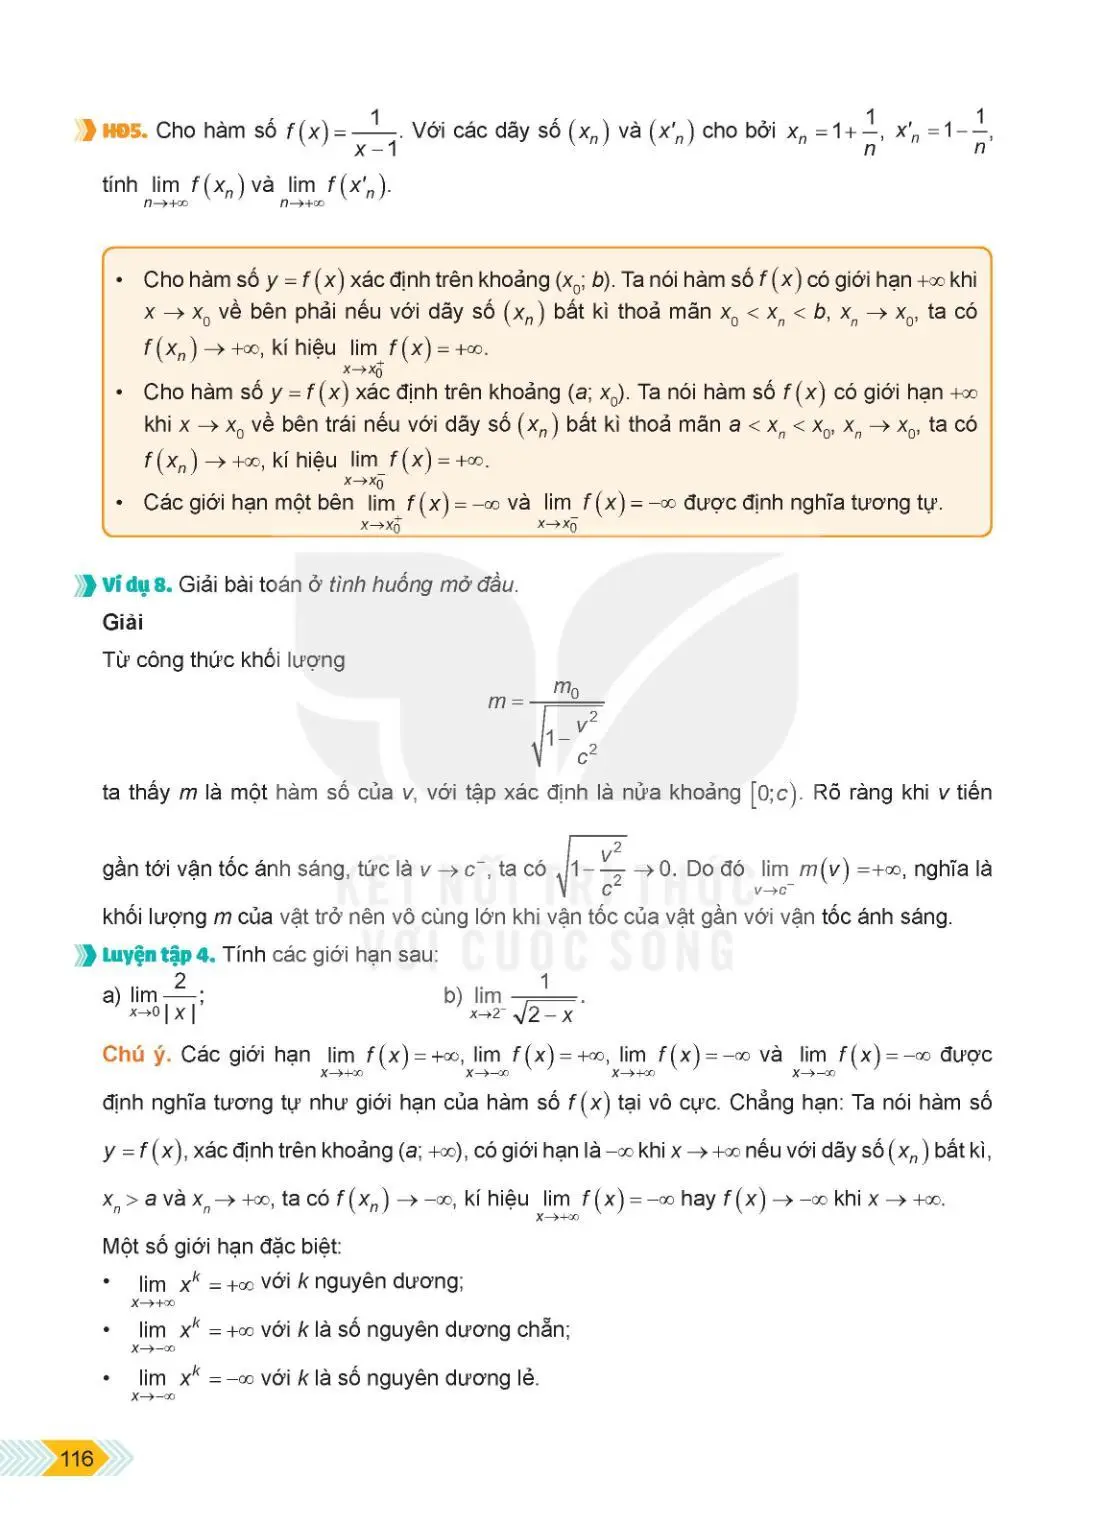 HĐ5. Cho hàm số f(x) = 1/(x − 1). Với các dãy số (xₙ) và (x'ₙ) cho bởi xₙ = 1 + 1/n, x'ₙ = 1 − 1/n,
tính lim_{n→+∞} f(xₙ) và lim_{n→+∞} f(x'ₙ).
• Cho hàm số y = f(x) xác định trên khoảng (x₀; b). Ta nói hàm số f(x) có giới hạn +∞ khi
x → x₀ về bên phải nếu với dãy số (xₙ) bất kì thoả mãn x₀ < xₙ < b, xₙ → x₀, ta có
f(xₙ) → +∞, kí hiệu lim_{x→x₀⁺} f(x) = +∞.
• Cho hàm số y = f(x) xác định trên khoảng (a; x₀). Ta nói hàm số f(x) có giới hạn +∞
khi x → x₀ về bên trái nếu với dãy số (xₙ) bất kì thoả mãn a < xₙ < x₀, xₙ → x₀, ta có
f(xₙ) → +∞, kí hiệu lim_{x→x₀⁻} f(x) = +∞.
• Các giới hạn một bên lim_{x→x₀⁺} f(x) = −∞ và lim_{x→x₀⁻} f(x) = −∞ được định nghĩa tương tự.
Ví dụ 8. Giải bài toán ở tình huống mở đầu.
Giải
Từ công thức khối lượng
m = m₀/√(1 − v²/c²)
ta thấy m là một hàm số của v, với tập xác định là nửa khoảng [0;c). Rõ ràng khi v tiến
gần tới vận tốc ánh sáng, tức là v → c⁻, ta có √(1 − v²/c²) → 0. Do đó lim_{v→c⁻} m(v) = +∞, nghĩa là
khối lượng m của vật trở nên vô cùng lớn khi vận tốc của vật gần với vận tốc ánh sáng.
KẾT NỐI TRI THỨC
VỚI CUỘC SỐNG
Luyện tập 4. Tính các giới hạn sau:
a) lim_{x→0} 2/|x|; b) lim_{x→2⁻} 1/√(2 − x).
Chú ý. Các giới hạn lim_{x→+∞} f(x) = +∞, lim_{x→−∞} f(x) = +∞, lim_{x→+∞} f(x) = −∞ và lim_{x→−∞} f(x) = −∞ được
định nghĩa tương tự như giới hạn của hàm số f(x) tại vô cực. Chẳng hạn: Ta nói hàm số
y = f(x), xác định trên khoảng (a; +∞), có giới hạn là −∞ khi x → +∞ nếu với dãy số (xₙ) bất kì,
xₙ > a và xₙ → +∞, ta có f(xₙ) → −∞, kí hiệu lim_{x→+∞} f(x) = −∞ hay f(x) → −∞ khi x → +∞.
Một số giới hạn đặc biệt:
• lim_{x→+∞} xᵏ = +∞ với k nguyên dương;
• lim_{x→−∞} xᵏ = +∞ với k là số nguyên dương chẵn;
• lim_{x→−∞} xᵏ = −∞ với k là số nguyên dương lẻ.
116